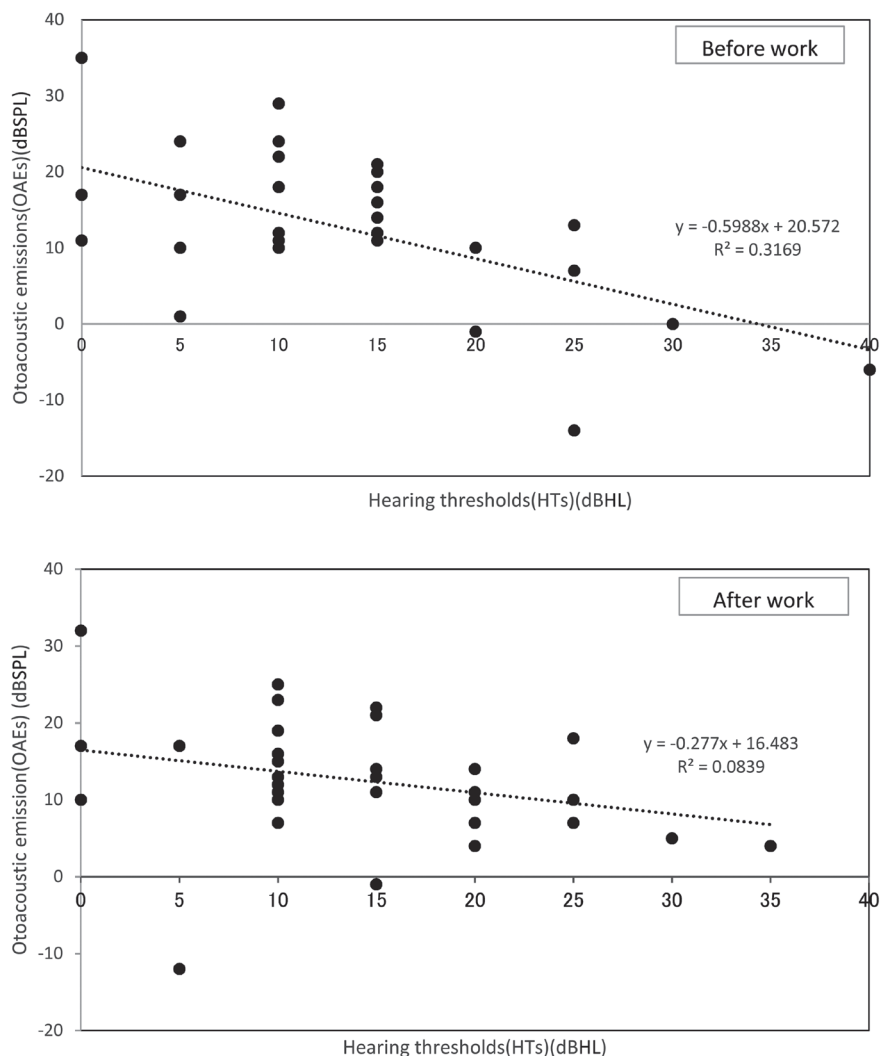 Before work
Otoacoustic emissions(OAEs)(dBSPL)
40
30
20
10
0
-10
-20
y = -0.5988x + 20.572
R² = 0.3169
0 5 10 15 20 25 30 35 40
Hearing thresholds(HTs)(dBHL)
After work
Otoacoustic emission(OAEs) (dBSPL)
40
30
20
10
0
-10
-20
y = -0.277x + 16.483
R² = 0.0839
0 5 10 15 20 25 30 35 40
Hearing thresholds(HTs)(dBHL)